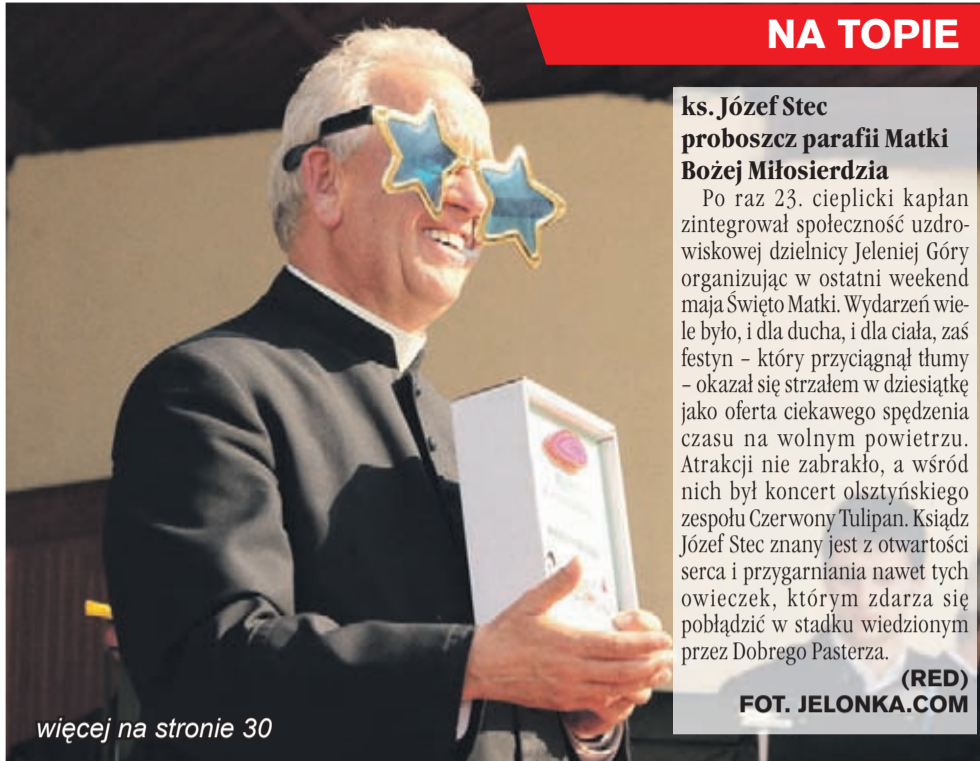 NA TOPIE
ks. Józef Stec
proboszcz parafii Matki
Bożej Miłosierdzia
Po raz 23. cieplicki kapłan
zintegrował społeczność uzdro-
wiskowej dzielnicy Jeleniej Góry
organizując w ostatni weekend
maja Święto Matki. Wydarzeń wie-
le było, i dla ducha, i dla ciała, zaś
festyn – który przyciągnął tłumy
– okazał się strzałem w dziesiątkę
jako oferta ciekawego spędzenia
czasu na wolnym powietrzu.
Atrakcji nie zabrakło, a wśród
nich był koncert olsztyńskiego
zespołu Czerwony Tulipan. Ksiądz
Józef Stec znany jest z otwartości
serca i przygarniania nawet tych
owieczek, którym zdarza się
pobłądzić w stadku wiedzionym
przez Dobrego Pasterza.
(RED)
FOT. JELONKA.COM
więcej na stronie 30